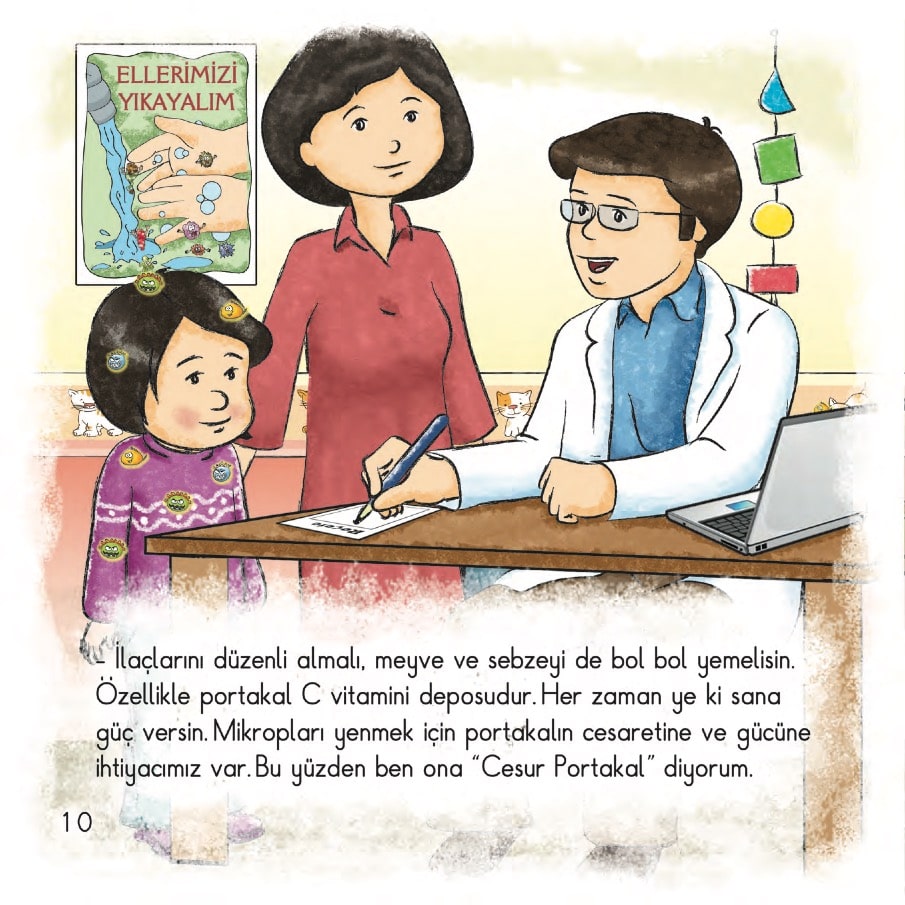 ELLERİMİZİ
YIKAYALIM
Reçete
- İlaçlarını düzenli almalı, meyve ve sebzeyi de bol bol yemelisin.
Özellikle portakal C vitamini deposudur. Her zaman ye ki sana
güç versin. Mikropları yenmek için portakalın cesaretine ve gücüne
ihtiyacımız var. Bu yüzden ben ona “Cesur Portakal” diyorum.
10